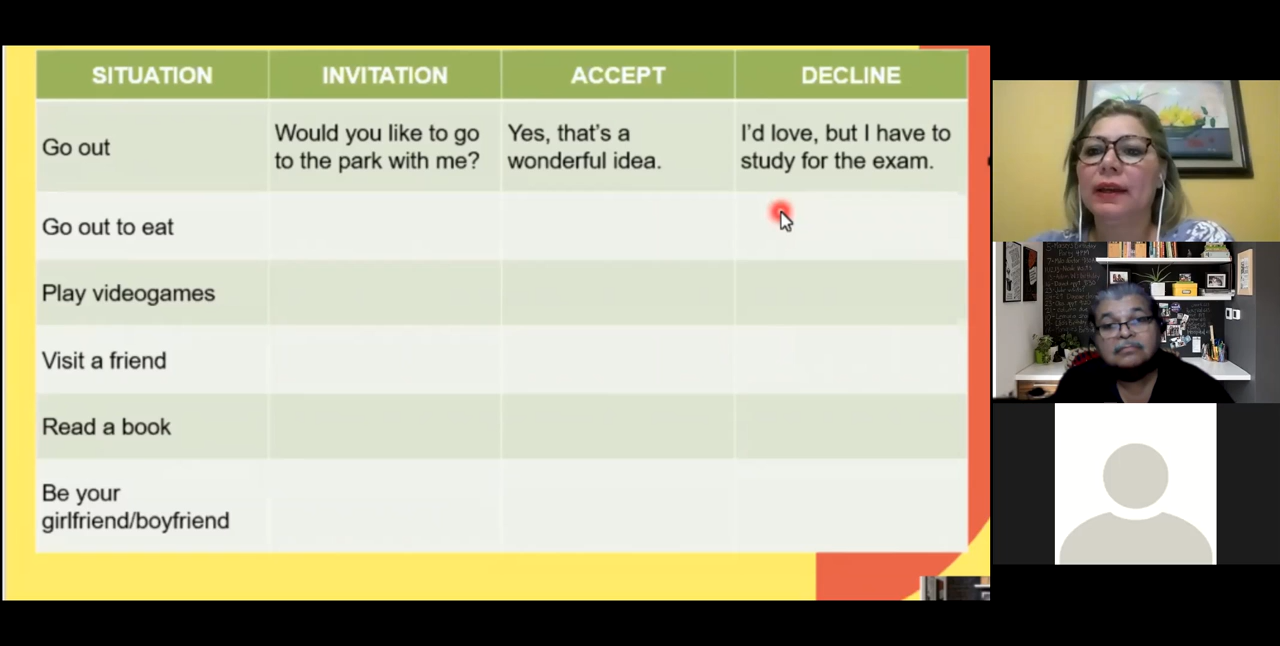 SITUATION INVITATION ACCEPT DECLINE
Go out
Would you like to go
to the park with me?
Yes, that's a
wonderful idea.
I'd love, but I have to
study for the exam.
Go out to eat
Play videogames
Visit a friend
Read a book
Be your
girlfriend/boyfriend